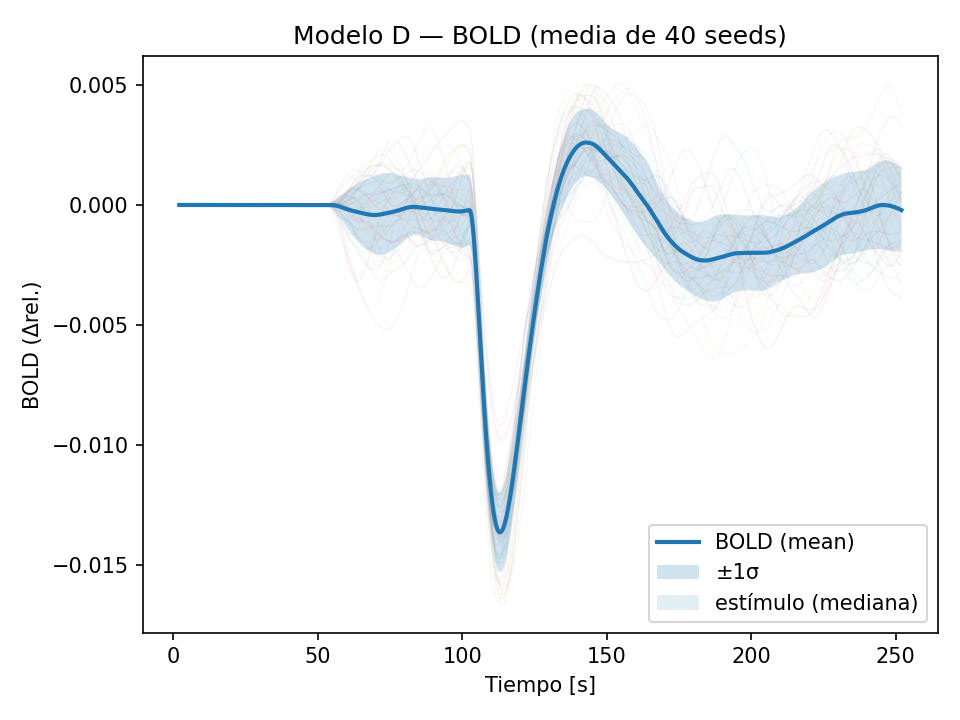 Modelo D — BOLD (media de 40 seeds)
BOLD (Δrel.)
0.005
0.000
−0.005
−0.010
−0.015
BOLD (mean)
±1σ
estímulo (mediana)
0 50 100 150 200 250
Tiempo [s]